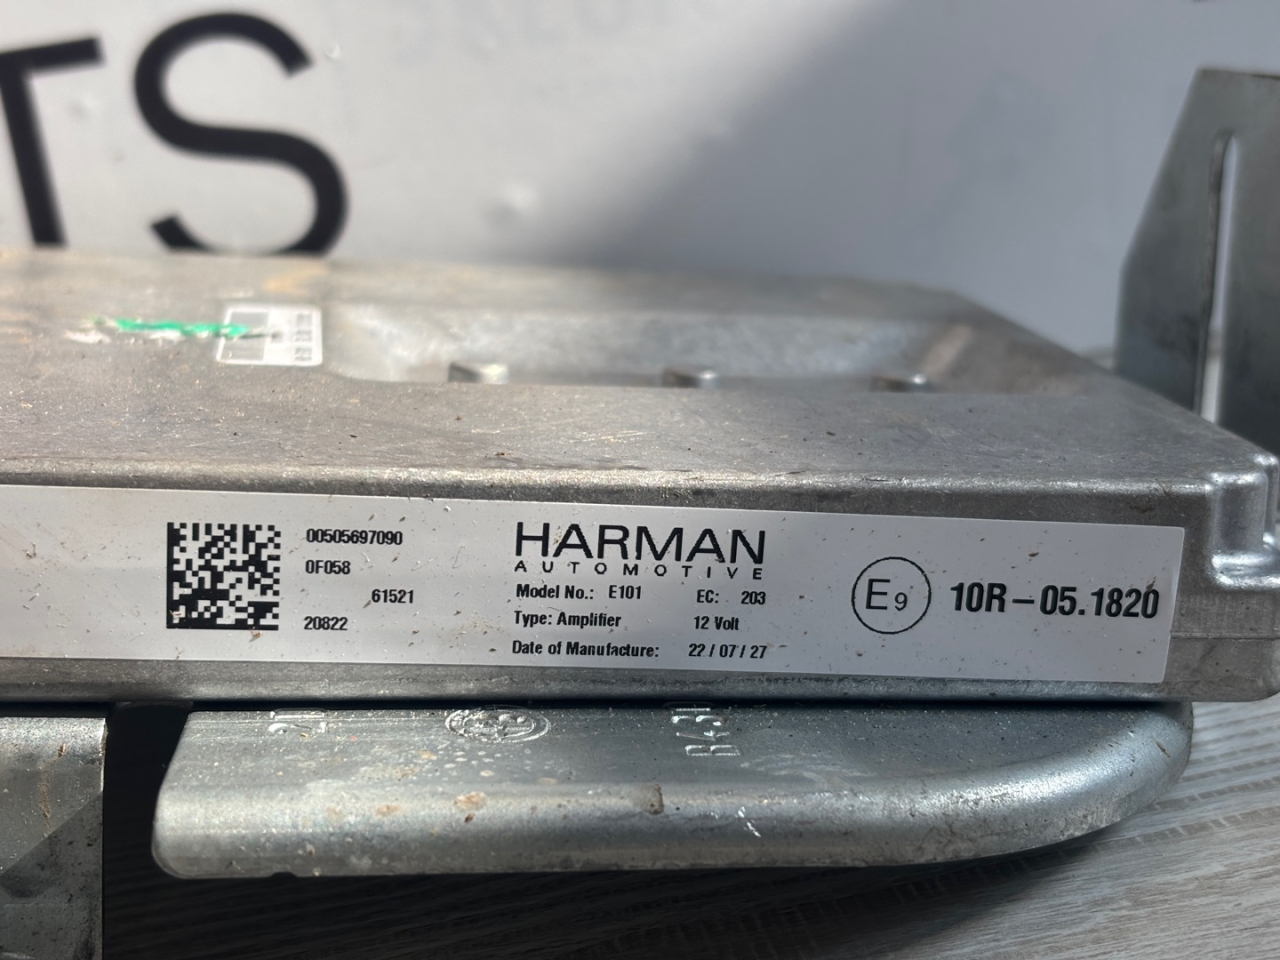 TS
00505697090
0F058
61521
20822
HARMAN
AUTOMOTIVE
Model No.: E101 EC: 203
Type: Amplifier 12 Volt
Date of Manufacture: 22 / 07 / 27
E9 10R-05.1820